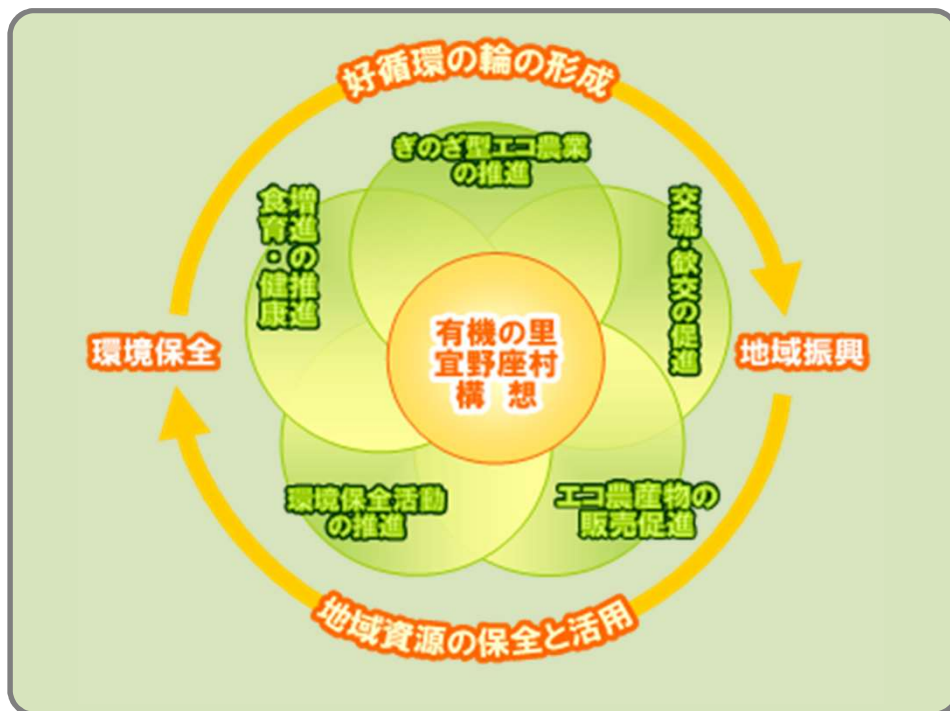 好循環の輪の形成
ぎのざ型エコ農業
の推進
食育・健康
増進の推進
交流・歓交の促進
有機の里
宜野座村
構 想
環境保全
地域振興
環境保全活動
の推進
エコ農産物の
販売促進
地域資源の保全と活用